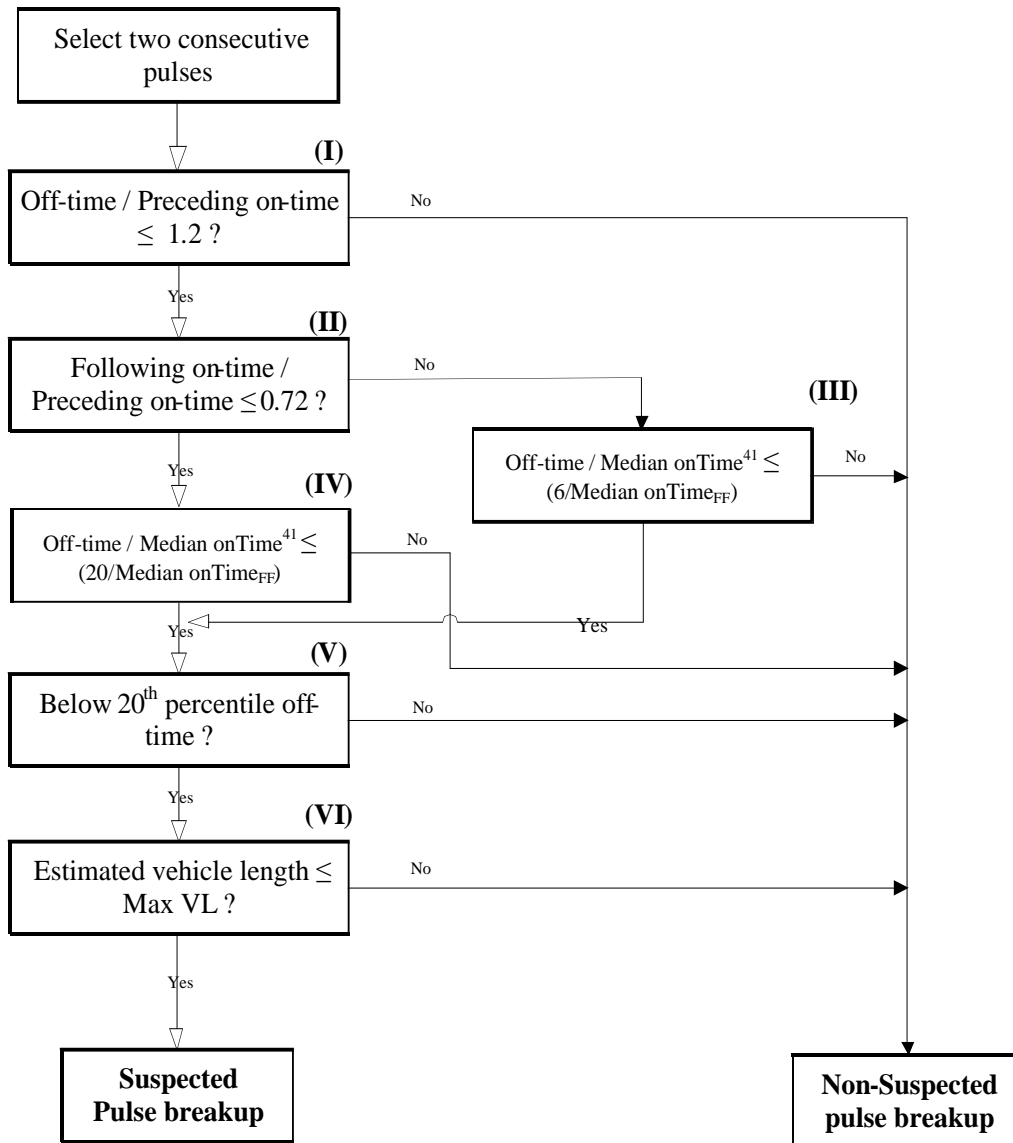 Select two consecutive
pulses
(I)
Off-time / Preceding on-time
≤ 1.2 ?
No
Yes
(II)
Following on-time /
Preceding on-time ≤ 0.72 ?
No
(III)
Off-time / Median onTime⁴¹ ≤
(6/Median onTime_FF)
No
Yes
(IV)
Off-time / Median onTime⁴¹ ≤
(20/Median onTime_FF)
No
Yes
Yes
(V)
Below 20th percentile off-
time ?
No
Yes
(VI)
Estimated vehicle length ≤
Max VL ?
No
Yes
Suspected
Pulse breakup
Non-Suspected
pulse breakup